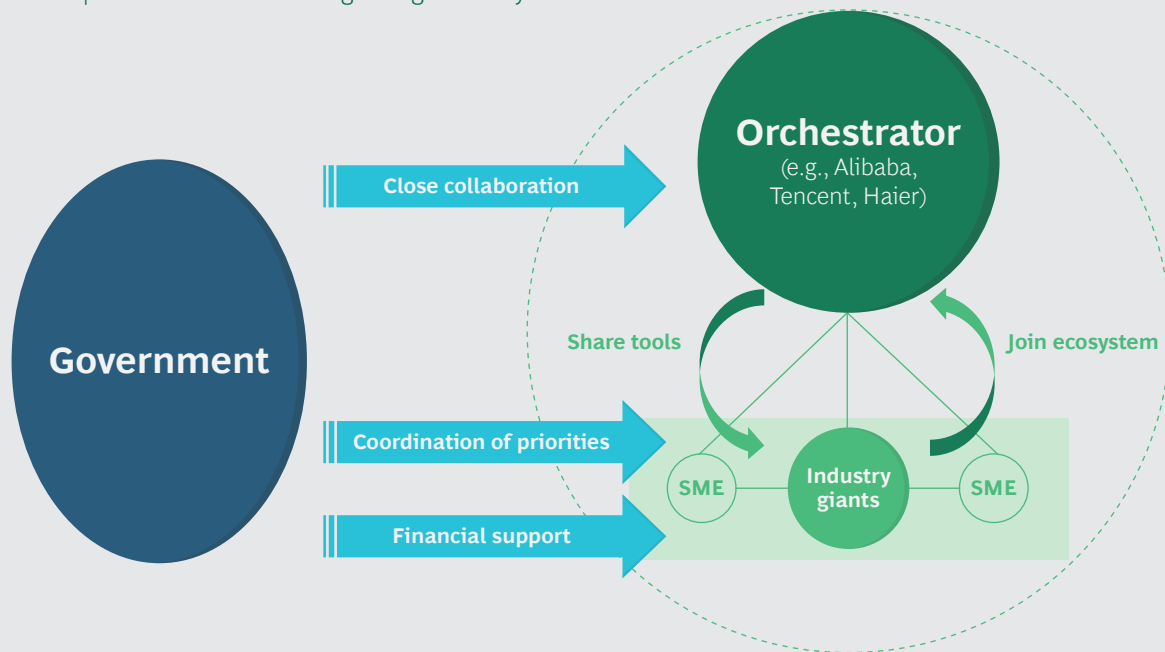 Orchestrator
(e.g., Alibaba,
Tencent, Haier)
Close collaboration
Government
Share tools
Join ecosystem
Coordination of priorities
SME
Industry
giants
SME
Financial support